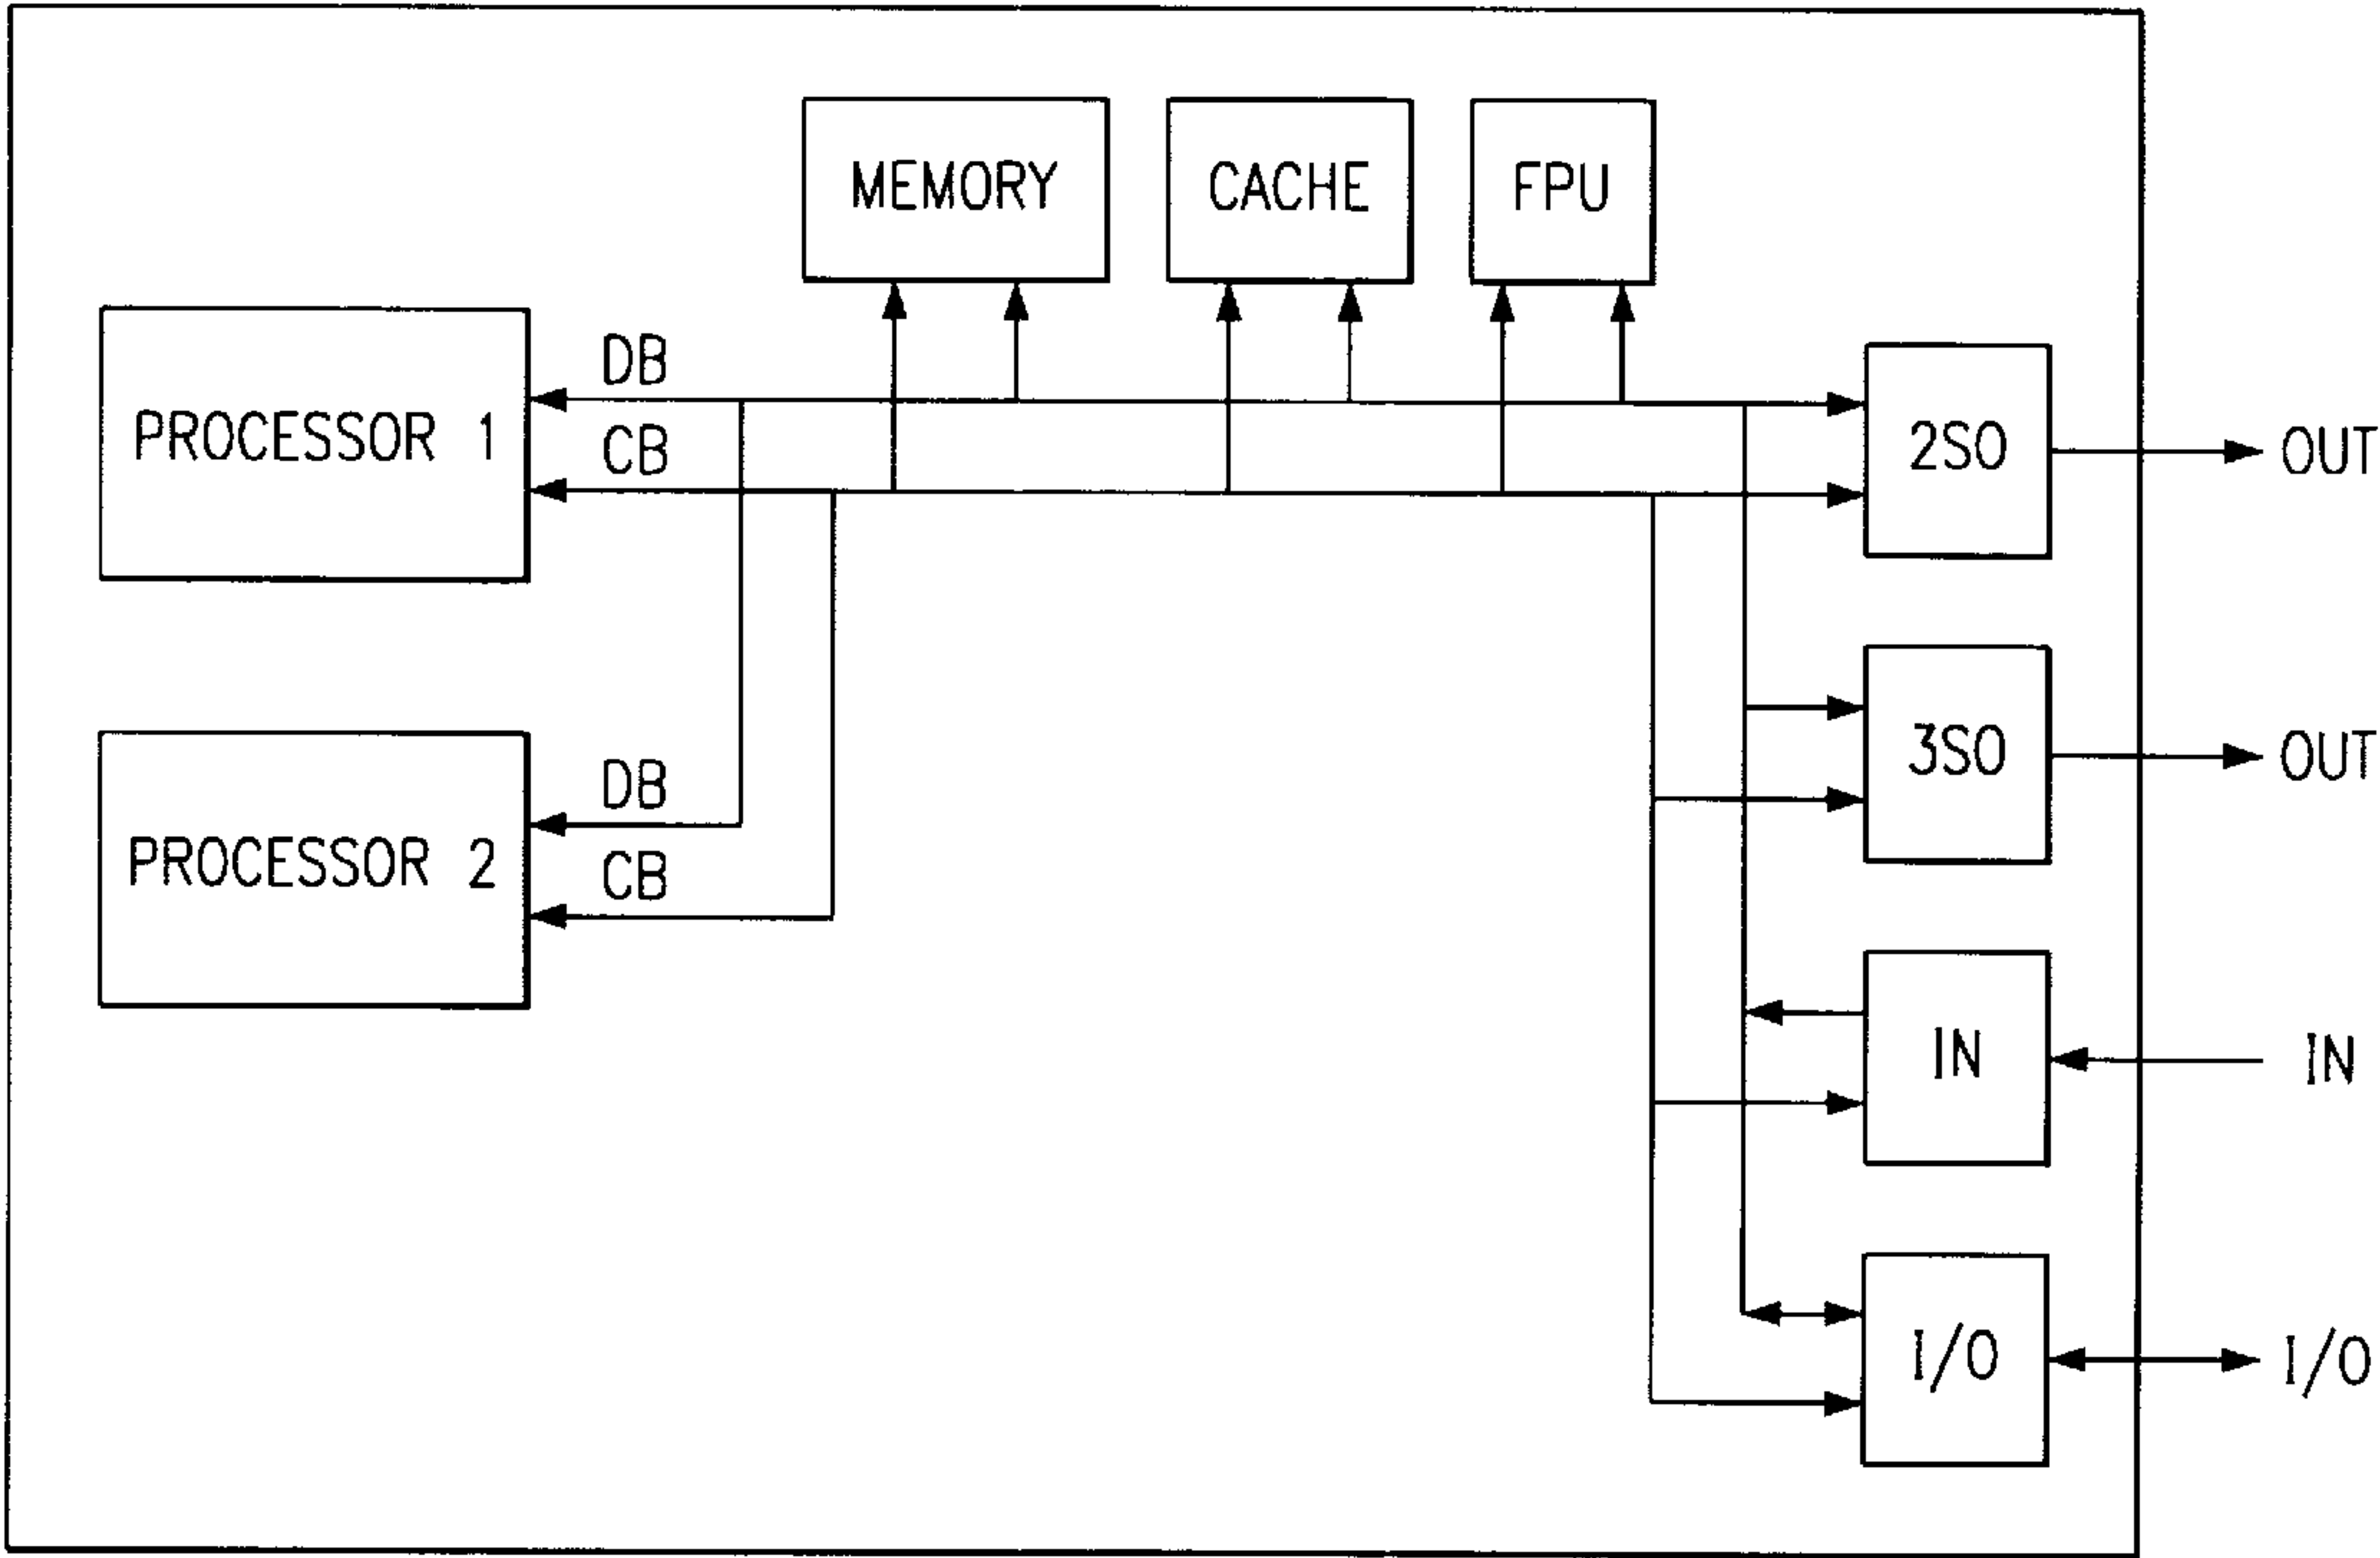 MEMORY
CACHE
FPU
DB
PROCESSOR 1
CB
2SO
OUT
3SO
OUT
DB
PROCESSOR 2
CB
IN
IN
I/O
I/O